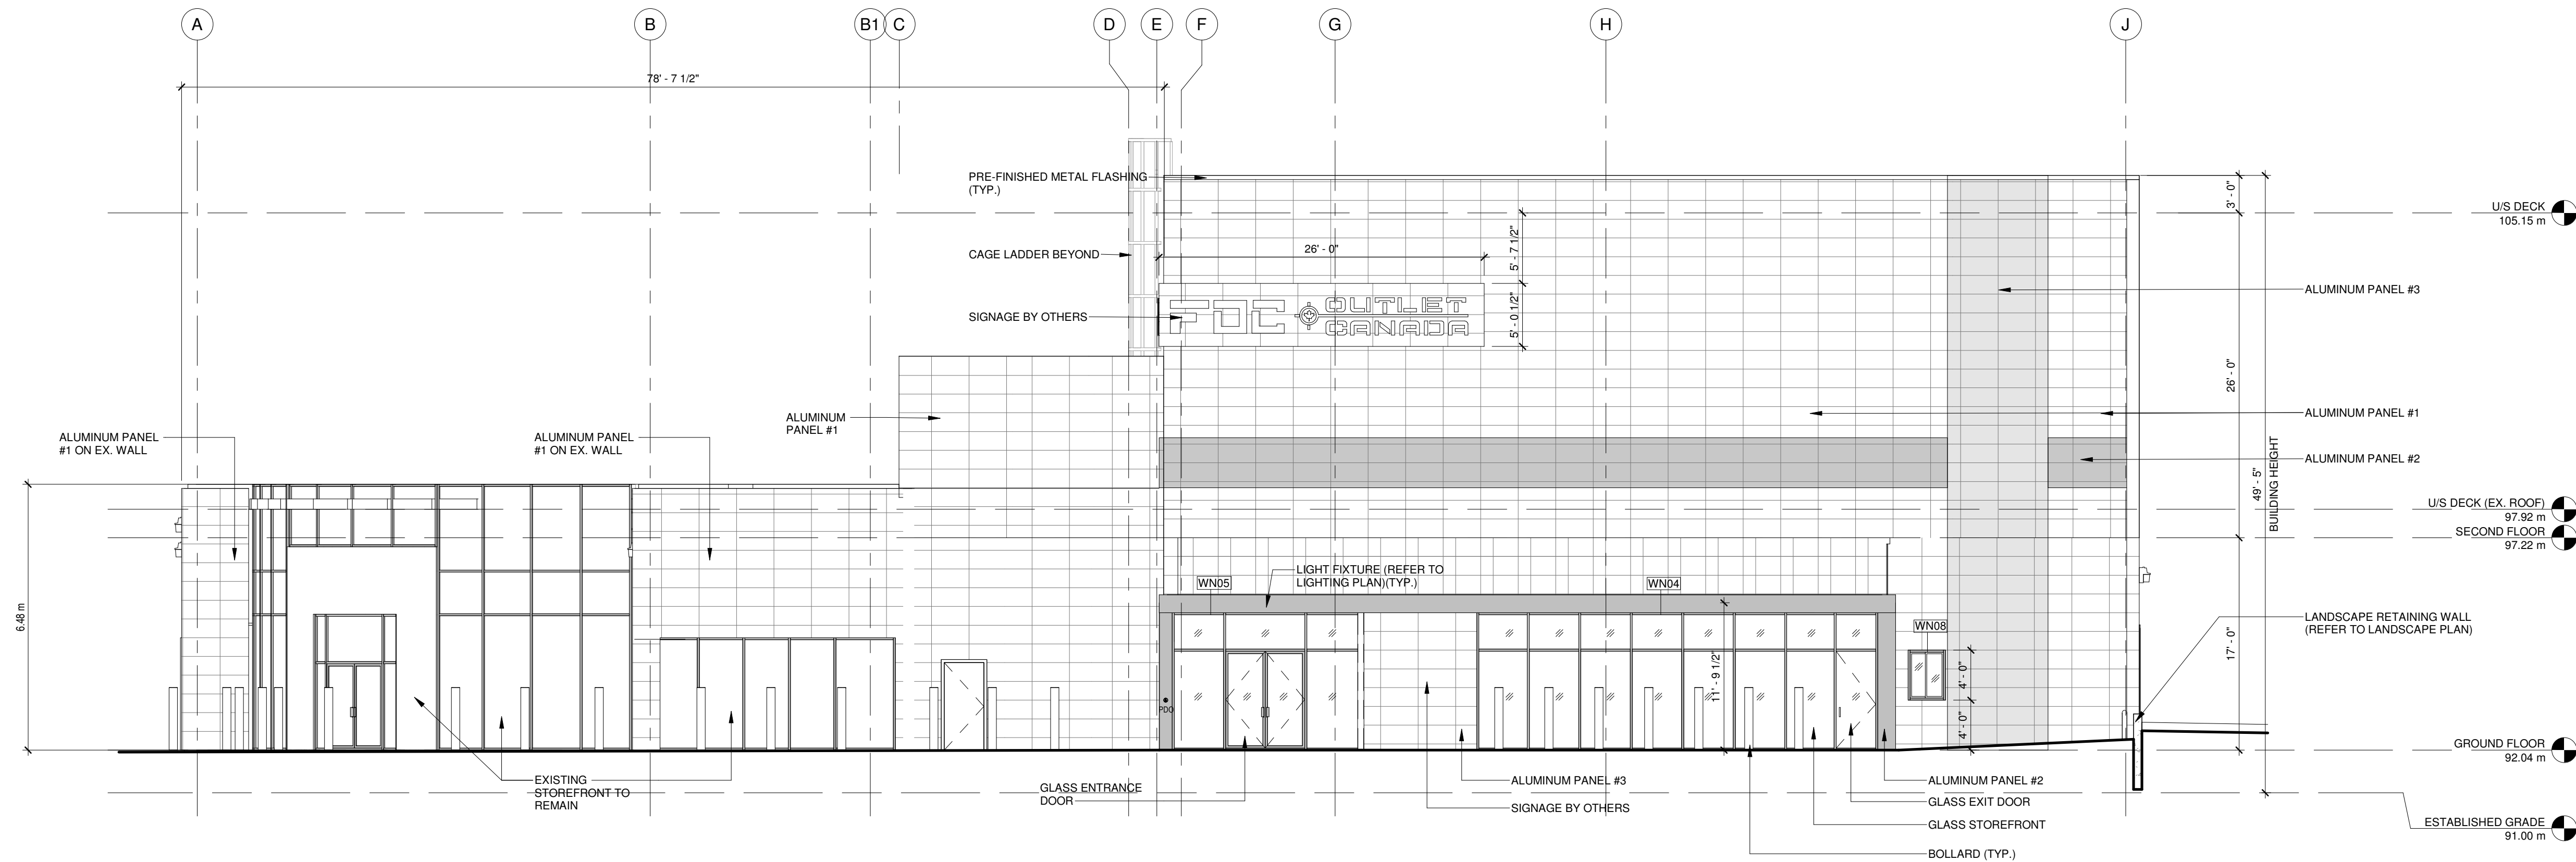 A
B
B1
C
D
E
F
G
H
J
78' - 7 1/2"
PRE-FINISHED METAL FLASHING
(TYP.)
3' - 0"
U/S DECK
105.15 m
CAGE LADDER BEYOND
26' - 0"
5' - 7 1/2"
ALUMINUM PANEL #3
SIGNAGE BY OTHERS
OUTLET
CANADA
5' - 0 1/2"
26' - 0"
ALUMINUM
PANEL #1
ALUMINUM PANEL #1
ALUMINUM PANEL
#1 ON EX. WALL
ALUMINUM PANEL
#1 ON EX. WALL
ALUMINUM PANEL #2
49' - 5"
BUILDING HEIGHT
U/S DECK (EX. ROOF)
97.92 m
SECOND FLOOR
97.22 m
LIGHT FIXTURE (REFER TO
LIGHTING PLAN)(TYP.)
WN05
WN04
6.48 m
WN08
LANDSCAPE RETAINING WALL
(REFER TO LANDSCAPE PLAN)
17' - 0"
11' - 9 1/2"
4' - 0"
4' - 0"
PDO
GROUND FLOOR
92.04 m
EXISTING
STOREFRONT TO
REMAIN
GLASS ENTRANCE
DOOR
ALUMINUM PANEL #3
SIGNAGE BY OTHERS
ALUMINUM PANEL #2
GLASS EXIT DOOR
GLASS STOREFRONT
BOLLARD (TYP.)
ESTABLISHED GRADE
91.00 m